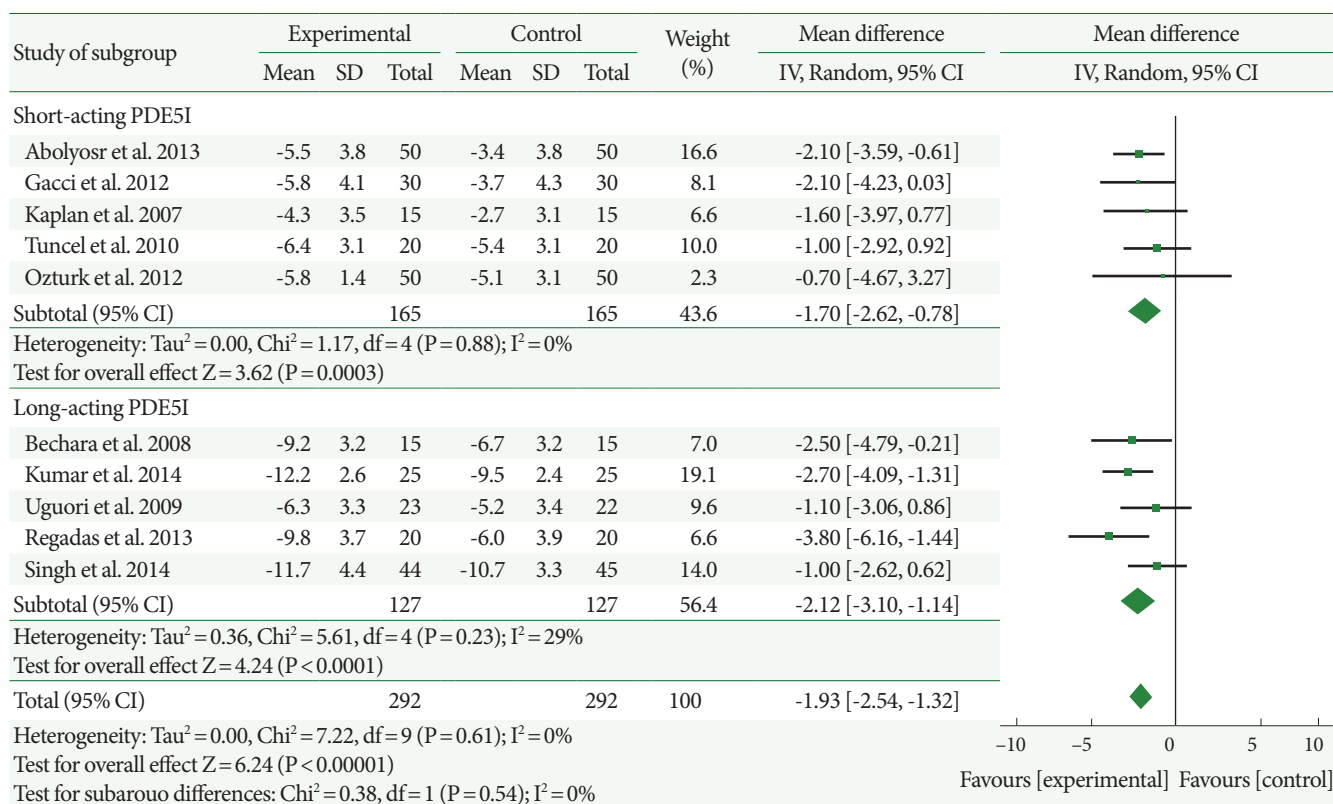 Study of subgroup Experimental Control Weight (%) Mean difference Mean difference
Mean SD Total Mean SD Total IV, Random, 95% CI IV, Random, 95% CI
Short-acting PDE5I
Abolyosr et al. 2013 -5.5 3.8 50 -3.4 3.8 50 16.6 -2.10 [-3.59, -0.61]
Gacci et al. 2012 -5.8 4.1 30 -3.7 4.3 30 8.1 -2.10 [-4.23, 0.03]
Kaplan et al. 2007 -4.3 3.5 15 -2.7 3.1 15 6.6 -1.60 [-3.97, 0.77]
Tuncel et al. 2010 -6.4 3.1 20 -5.4 3.1 20 10.0 -1.00 [-2.92, 0.92]
Ozturk et al. 2012 -5.8 1.4 50 -5.1 3.1 50 2.3 -0.70 [-4.67, 3.27]
Subtotal (95% CI) 165 165 43.6 -1.70 [-2.62, -0.78]
Heterogeneity: Tau² = 0.00, Chi² = 1.17, df = 4 (P = 0.88); I² = 0%
Test for overall effect Z = 3.62 (P = 0.0003)
Long-acting PDE5I
Bechara et al. 2008 -9.2 3.2 15 -6.7 3.2 15 7.0 -2.50 [-4.79, -0.21]
Kumar et al. 2014 -12.2 2.6 25 -9.5 2.4 25 19.1 -2.70 [-4.09, -1.31]
Uguori et al. 2009 -6.3 3.3 23 -5.2 3.4 22 9.6 -1.10 [-3.06, 0.86]
Regadas et al. 2013 -9.8 3.7 20 -6.0 3.9 20 6.6 -3.80 [-6.16, -1.44]
Singh et al. 2014 -11.7 4.4 44 -10.7 3.3 45 14.0 -1.00 [-2.62, 0.62]
Subtotal (95% CI) 127 127 56.4 -2.12 [-3.10, -1.14]
Heterogeneity: Tau² = 0.36, Chi² = 5.61, df = 4 (P = 0.23); I² = 29%
Test for overall effect Z = 4.24 (P < 0.0001)
Total (95% CI) 292 292 100 -1.93 [-2.54, -1.32]
Heterogeneity: Tau² = 0.00, Chi² = 7.22, df = 9 (P = 0.61); I² = 0%
Test for overall effect Z = 6.24 (P < 0.00001)
Test for subarouo differences: Chi² = 0.38, df = 1 (P = 0.54); I² = 0%
–10 –5 0 5 10
Favours [experimental] Favours [control]